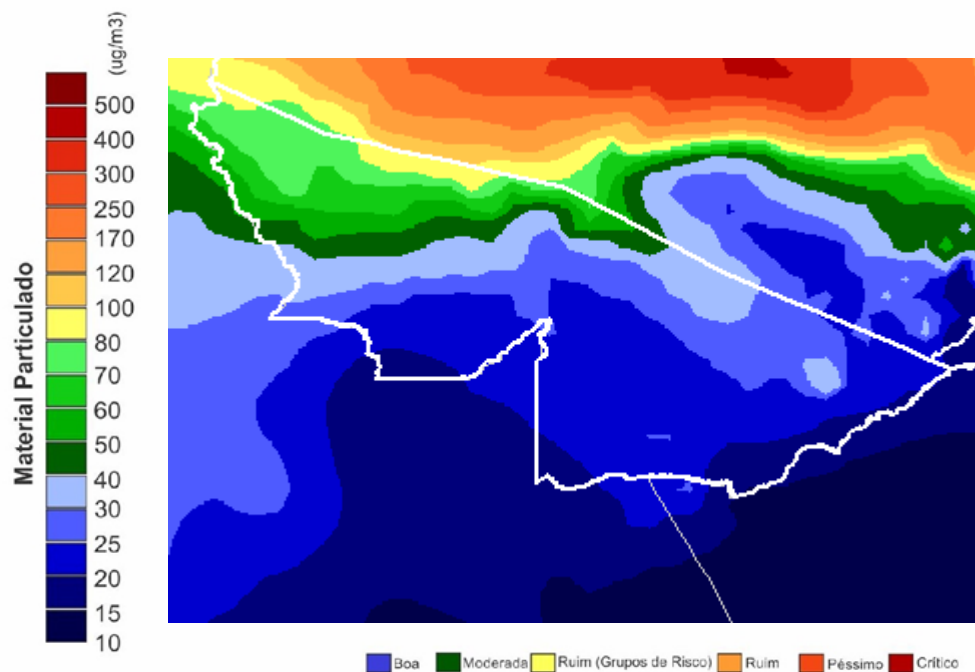 (ug/m3)
Material Particulado
500
400
300
250
170
120
100
80
70
60
50
40
30
25
20
15
10
Boa
Moderada
Ruim (Grupos de Risco)
Ruim
Péssimo
Crítico